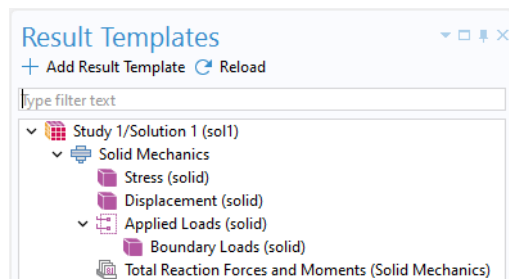 Result Templates
Add Result Template Reload
Type filter text
Study 1/Solution 1 (sol1)
Solid Mechanics
Stress (solid)
Displacement (solid)
Applied Loads (solid)
Boundary Loads (solid)
Total Reaction Forces and Moments (Solid Mechanics)